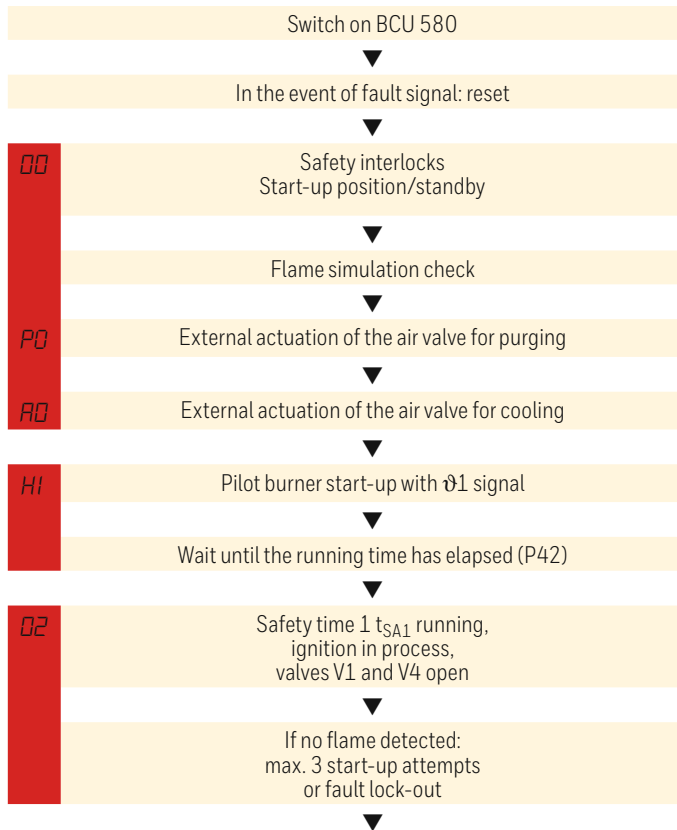 Switch on BCU 580
In the event of fault signal: reset
00
Safety interlocks
Start-up position/standby
Flame simulation check
P0
External actuation of the air valve for purging
A0
External actuation of the air valve for cooling
H1
Pilot burner start-up with ϑ1 signal
Wait until the running time has elapsed (P42)
02
Safety time 1 tSA1 running,
ignition in process,
valves V1 and V4 open
If no flame detected:
max. 3 start-up attempts
or fault lock-out